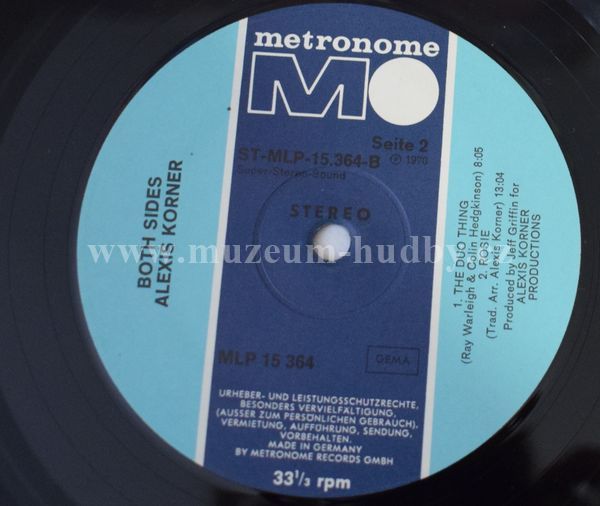 metronome
MO
Seite 2
ST-MLP-15.364-B ℗ 1970
Super-Stereo-Sound
STEREO
BOTH SIDES
ALEXIS KORNER
1. THE DUO THING
(Ray Warleigh & Colin Hedgkinson) 8:05
2. ROSIE
(Trad. Arr. Alexis Korner) 13:04
Produced by Jeff Griffin for
ALEXIS KORNER
PRODUCTIONS
www.muzeum-hudby.
MLP 15 364
GEMA
URHEBER- UND LEISTUNGSSCHUTZRECHTE,
BESONDERS VERVIELFÄLTIGUNG,
(AUSSER ZUM PERSÖNLICHEN GEBRAUCH).
VERMIETUNG, AUFFÜHRUNG, SENDUNG,
VORBEHALTEN.
MADE IN GERMANY
BY METRONOME RECORDS GMBH
33 1/3 rpm